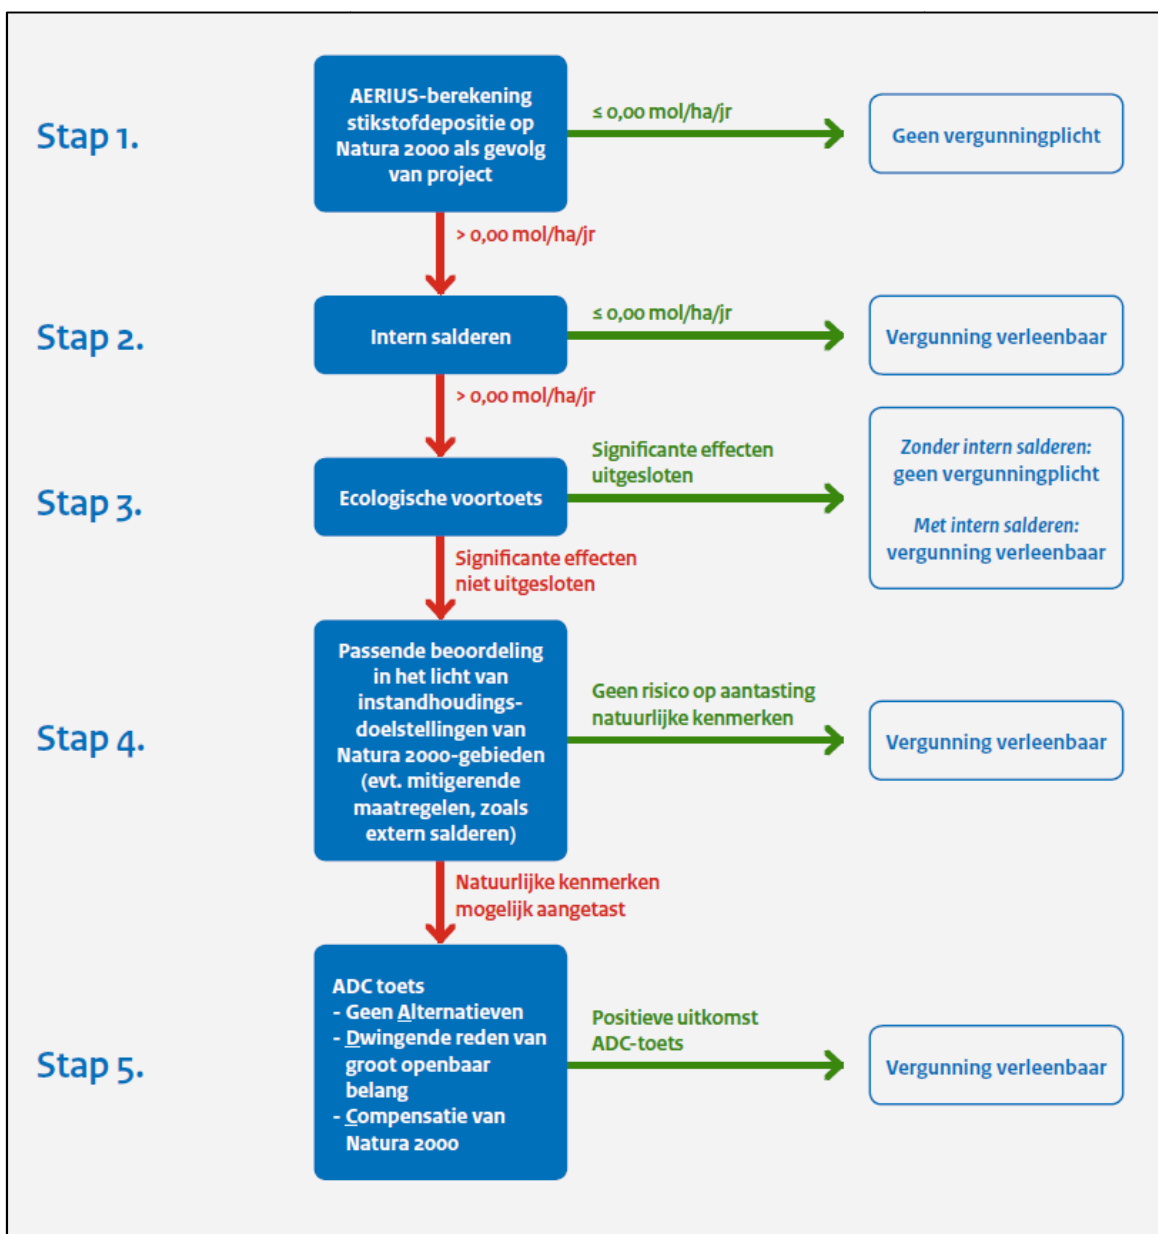 Stap 1.
AERIUS-berekening
stikstofdepositie op
Natura 2000 als gevolg
van project
≤ 0,00 mol/ha/jr
Geen vergunningplicht
> 0,00 mol/ha/jr
Stap 2.
Intern salderen
≤ 0,00 mol/ha/jr
Vergunning verleenbaar
> 0,00 mol/ha/jr
Stap 3.
Ecologische voortoets
Significante effecten
uitgesloten
Zonder intern salderen:
geen vergunningplicht
Met intern salderen:
vergunning verleenbaar
Significante effecten
niet uitgesloten
Stap 4.
Passende beoordeling
in het licht van
instandhoudings-
doelstellingen van
Natura 2000-gebieden
(evt. mitigerende
maatregelen, zoals
extern salderen)
Geen risico op aantasting
natuurlijke kenmerken
Vergunning verleenbaar
Natuurlijke kenmerken
mogelijk aangetast
Stap 5.
ADC toets
- Geen Alternatieven
- Dwingende reden van
groot openbaar
belang
- Compensatie van
Natura 2000
Positieve uitkomst
ADC-toets
Vergunning verleenbaar